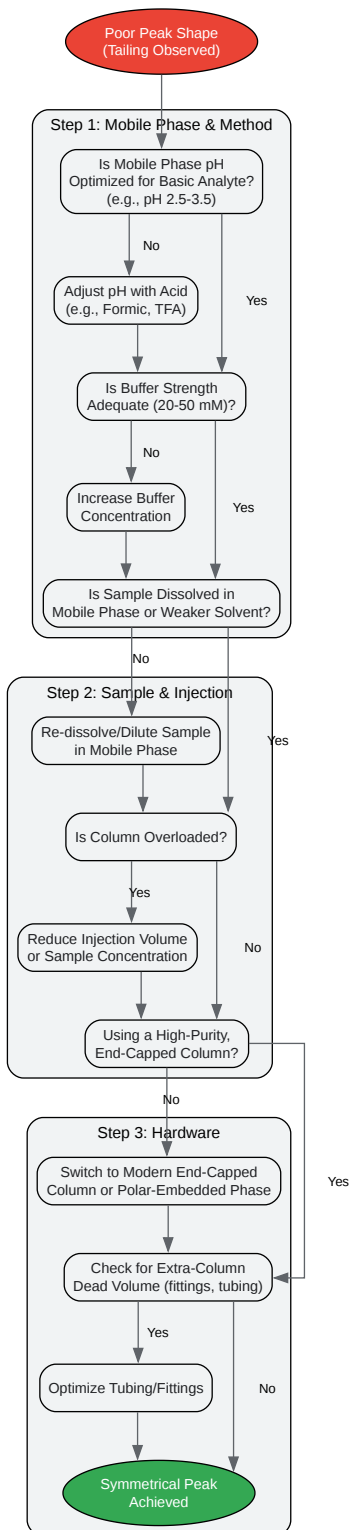 Poor Peak Shape
(Tailing Observed)
Step 1: Mobile Phase & Method
Is Mobile Phase pH
Optimized for Basic Analyte?
(e.g., pH 2.5-3.5)
No
Yes
Adjust pH with Acid
(e.g., Formic, TFA)
Is Buffer Strength
Adequate (20-50 mM)?
No
Yes
Increase Buffer
Concentration
Is Sample Dissolved in
Mobile Phase or Weaker Solvent?
No
Yes
Step 2: Sample & Injection
Re-dissolve/Dilute Sample
in Mobile Phase
Is Column Overloaded?
Yes
No
Reduce Injection Volume
or Sample Concentration
Using a High-Purity,
End-Capped Column?
No
Yes
Step 3: Hardware
Switch to Modern End-Capped
Column or Polar-Embedded Phase
Check for Extra-Column
Dead Volume (fittings, tubing)
Yes
No
Optimize Tubing/Fittings
Symmetrical Peak
Achieved